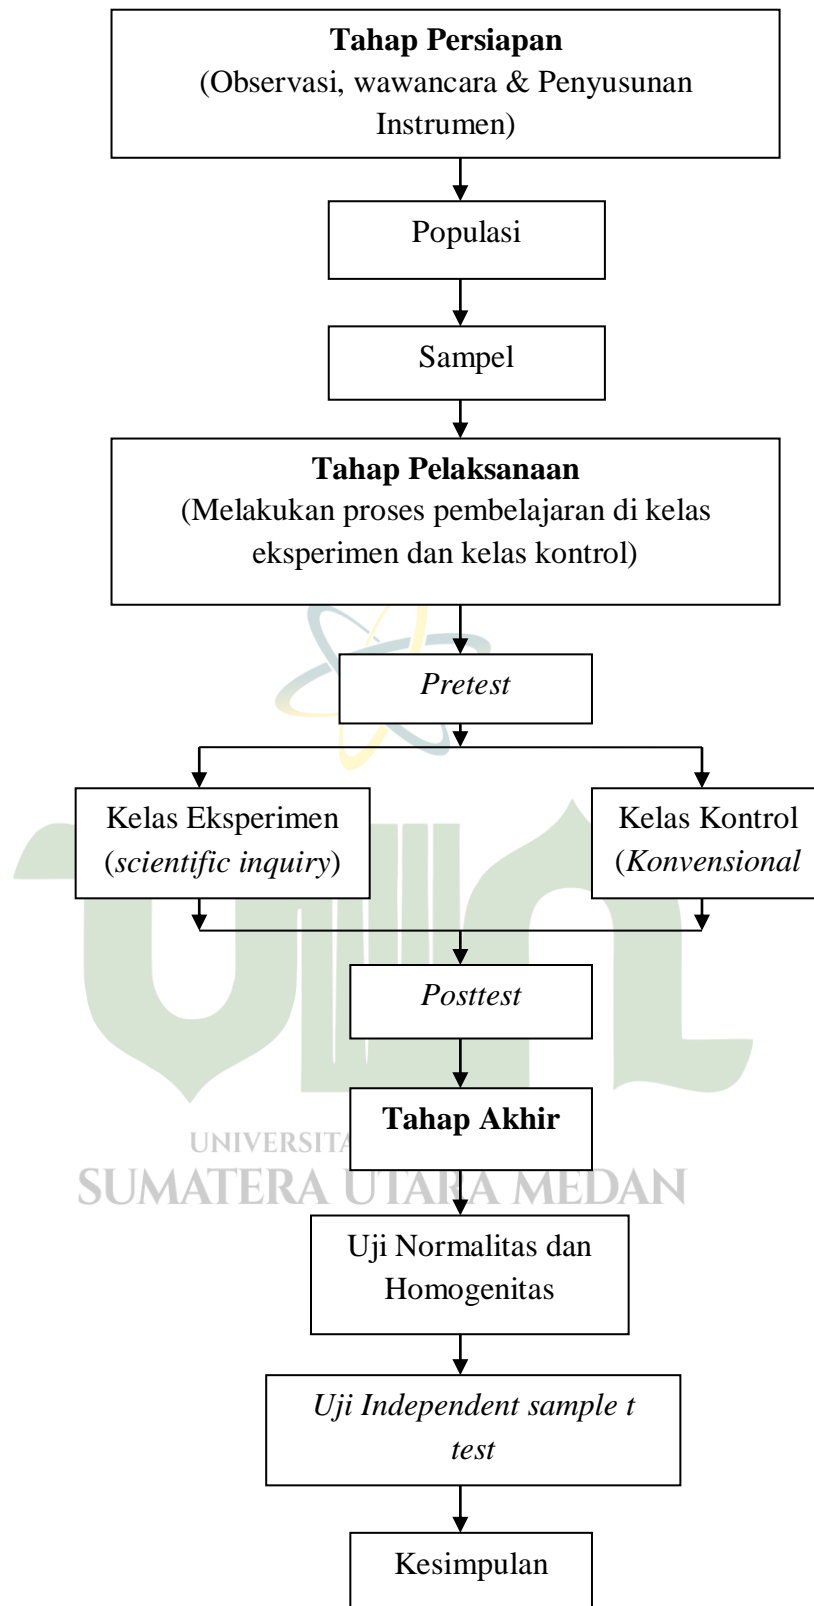 Tahap Persiapan
(Observasi, wawancara & Penyusunan
Instrumen)
Populasi
Sampel
Tahap Pelaksanaan
(Melakukan proses pembelajaran di kelas
eksperimen dan kelas kontrol)
Pretest
Kelas Eksperimen
(scientific inquiry)
Kelas Kontrol
(Konvensional
Posttest
Tahap Akhir
UNIVERSITA
SUMATERA UTARA MEDAN
Uji Normalitas dan
Homogenitas
Uji Independent sample t
test
Kesimpulan